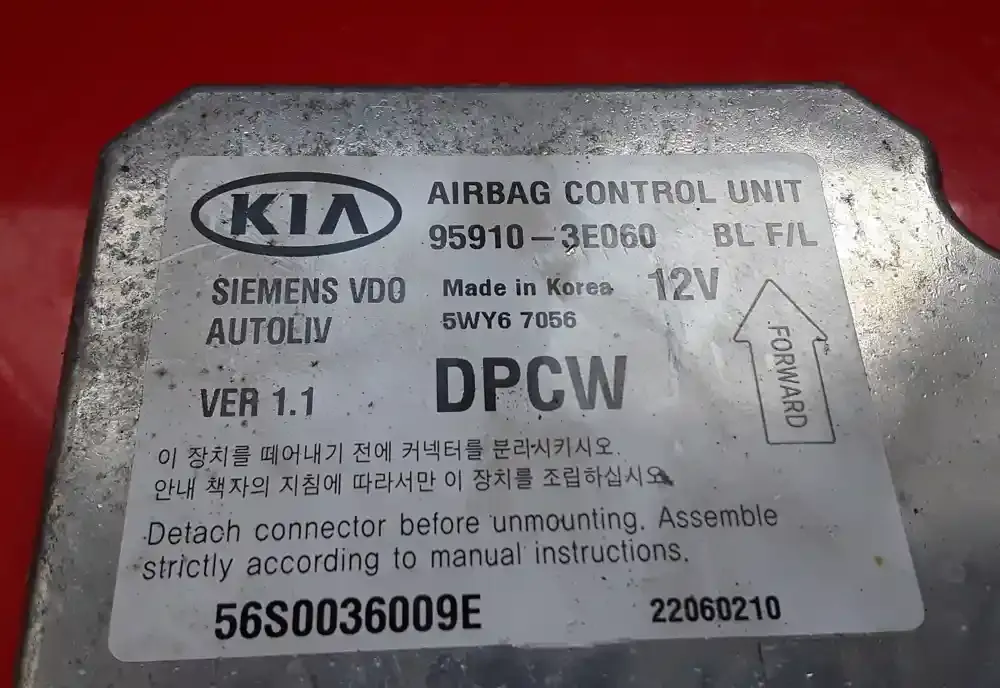 KIA AIRBAG CONTROL UNIT
95910-3E060 BL F/L
SIEMENS VDO Made in Korea 12V
AUTOLIV 5WY6 7056
FORWARD
VER 1.1 DPCW
이 장치를 떼어내기 전에 커넥터를 분리시키시오.
안내 책자의 지침에 따라서만 이 장치를 조립하십시오
Detach connector before unmounting. Assemble
strictly according to manual instructions.
56S0036009E 22060210